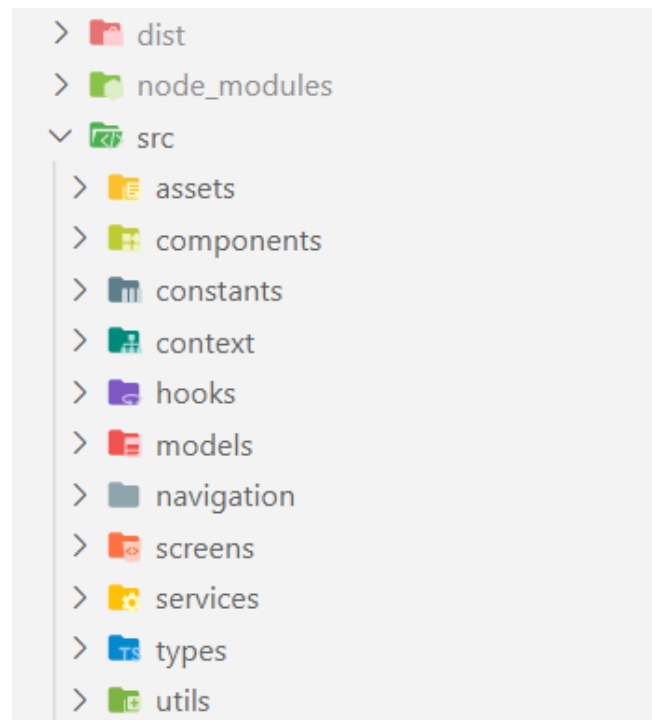 dist
node_modules
src
assets
components
constants
context
hooks
models
navigation
screens
services
types
utils